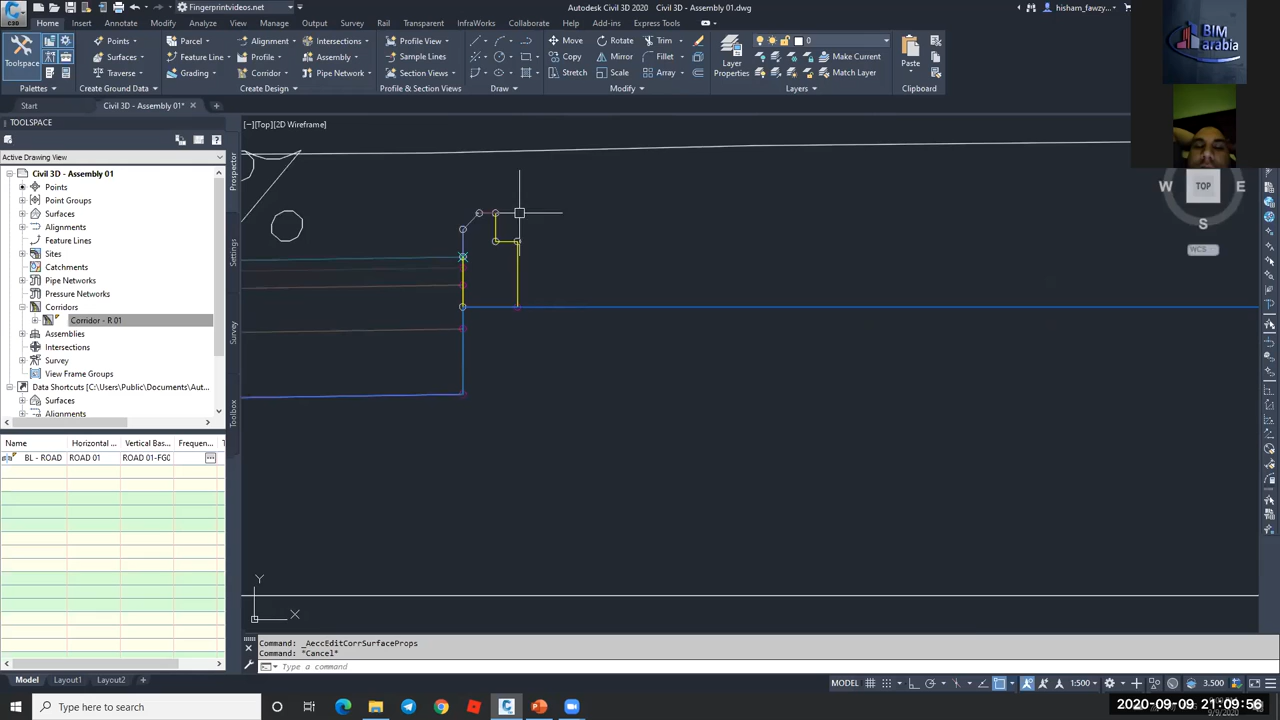 Fingerprintvideos.net
Autodesk Civil 3D 2020   Civil 3D - Assembly 01.dwg
hisham_fawzy...
Home Insert Annotate Modify Analyze View Manage Output Survey Rail Transparent InfraWorks Collaborate Help Add-ins Express Tools
Toolspace
Points
Surfaces
Traverse
Parcel
Feature Line
Grading
Alignment
Profile
Corridor
Intersections
Assembly
Pipe Network
Profile View
Sample Lines
Section Views
Move
Copy
Stretch
Rotate
Mirror
Scale
Trim
Fillet
Array
Layer
Properties
0
Make Current
Match Layer
Paste
Palettes
Create Ground Data
Create Design
Profile & Section Views
Draw
Modify
Layers
Clipboard
BIM
arabia
Start
Civil 3D - Assembly 01*
TOOLSPACE
Active Drawing View
Civil 3D - Assembly 01
Points
Point Groups
Surfaces
Alignments
Feature Lines
Sites
Catchments
Pipe Networks
Pressure Networks
Corridors
Corridor - R 01
Assemblies
Intersections
Survey
View Frame Groups
Data Shortcuts [C:\Users\Public\Documents\Aut...
Surfaces
Alignments
Prospector
Settings
Survey
Toolbox
Name Horizontal ... Vertical Bas... Frequen...
BL - ROAD ROAD 01 ROAD 01-FG0
[−][Top][2D Wireframe]
W TOP E
S
WCS
Y
X
Command: _AeccEditCorrSurfaceProps
Command: *Cancel*
Type a command
Model Layout1 Layout2
MODEL
1:500
3.500
Type here to search
2020-09-09 21:09:56